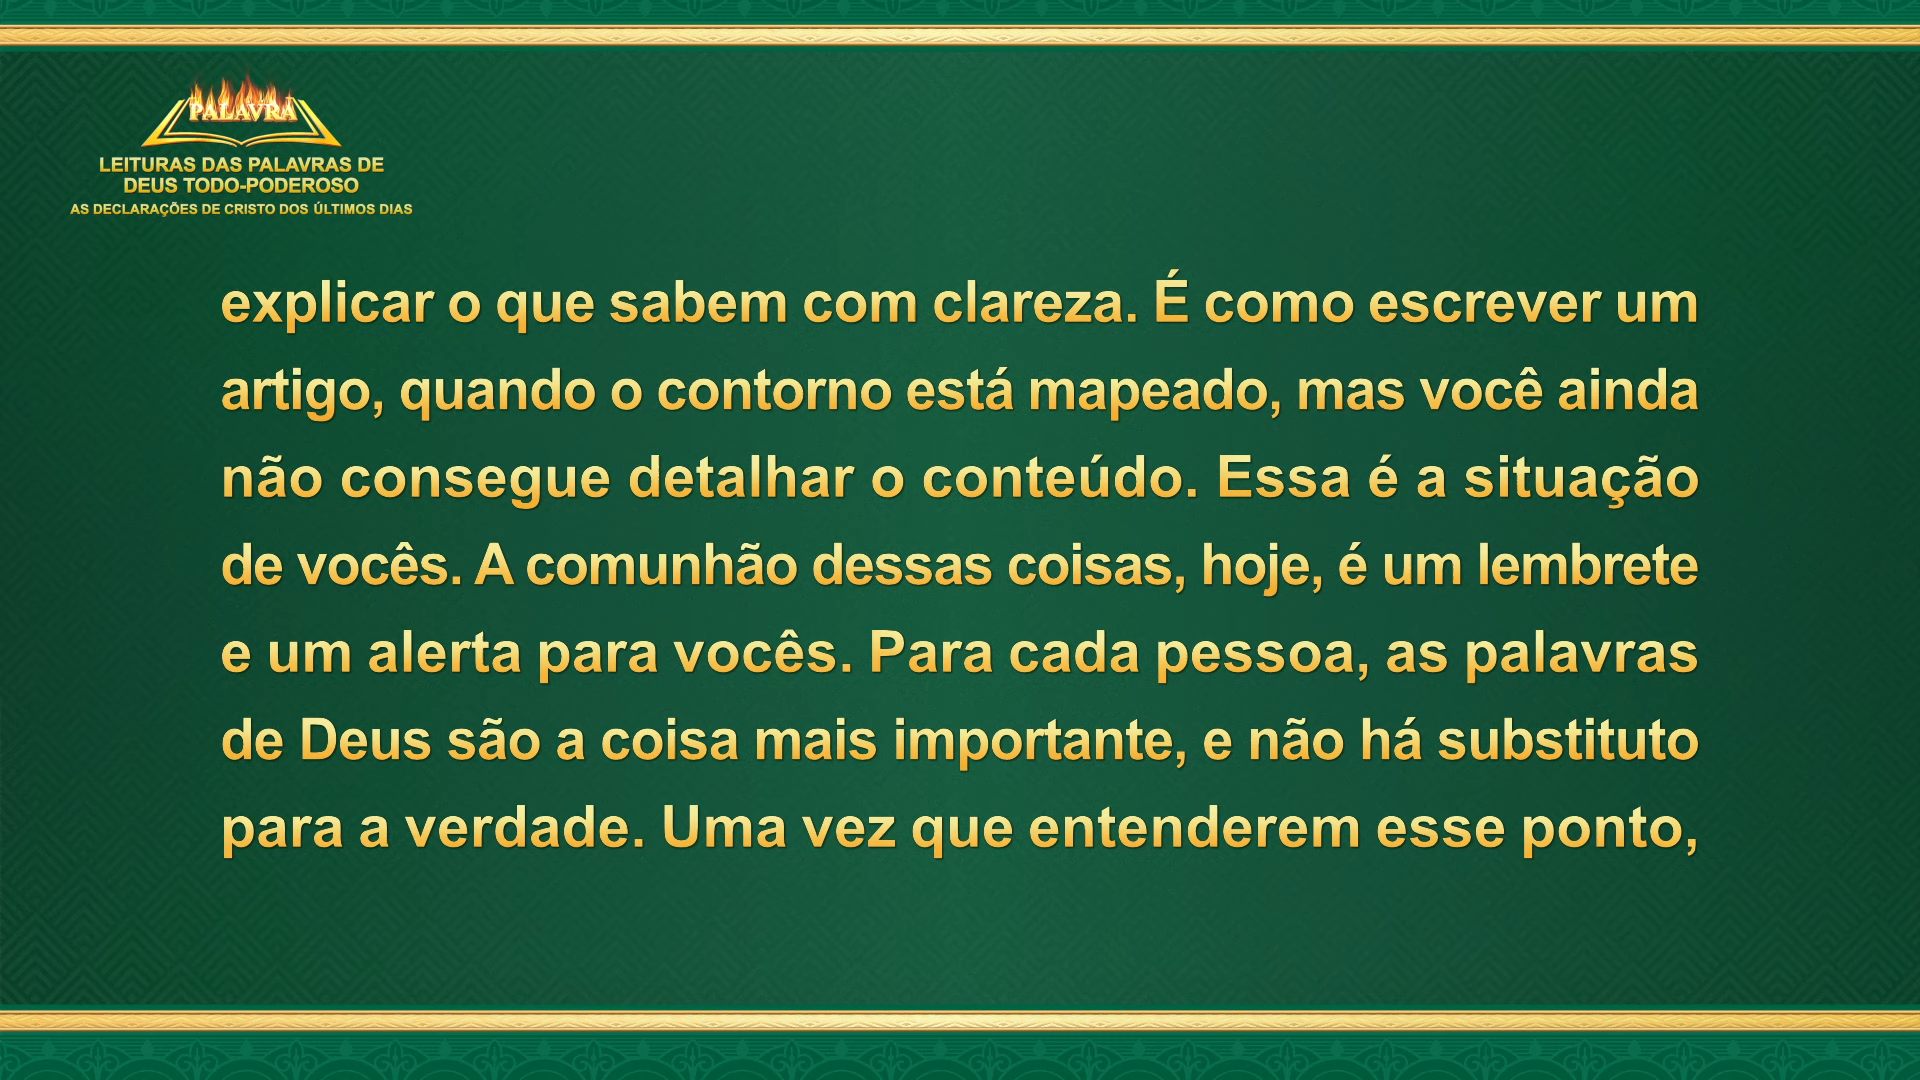 PALAVRA
LEITURAS DAS PALAVRAS DE
DEUS TODO-PODEROSO
AS DECLARAÇÕES DE CRISTO DOS ÚLTIMOS DIAS
explicar o que sabem com clareza. É como escrever um
artigo, quando o contorno está mapeado, mas você ainda
não consegue detalhar o conteúdo. Essa é a situação
de vocês. A comunhão dessas coisas, hoje, é um lembrete
e um alerta para vocês. Para cada pessoa, as palavras
de Deus são a coisa mais importante, e não há substituto
para a verdade. Uma vez que entenderem esse ponto,